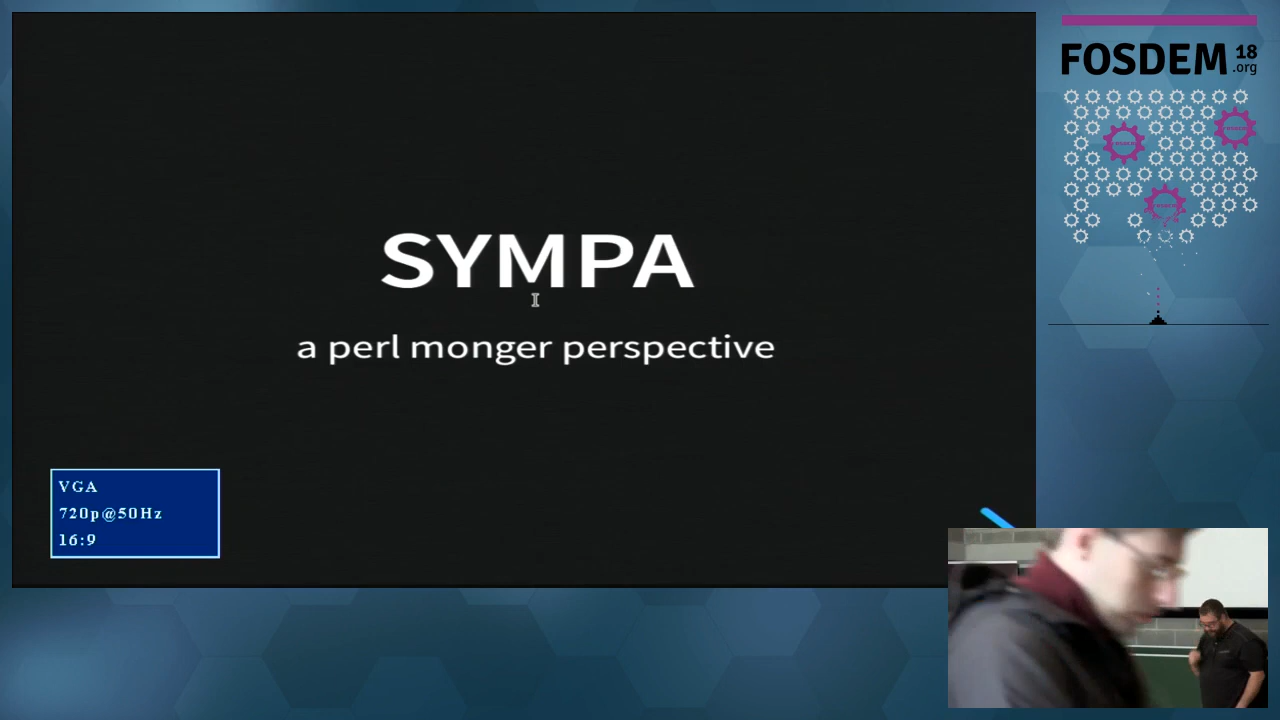 SYMPA
a perl monger perspective
VGA
720p@50Hz
16:9
FOSDEM 18
.org